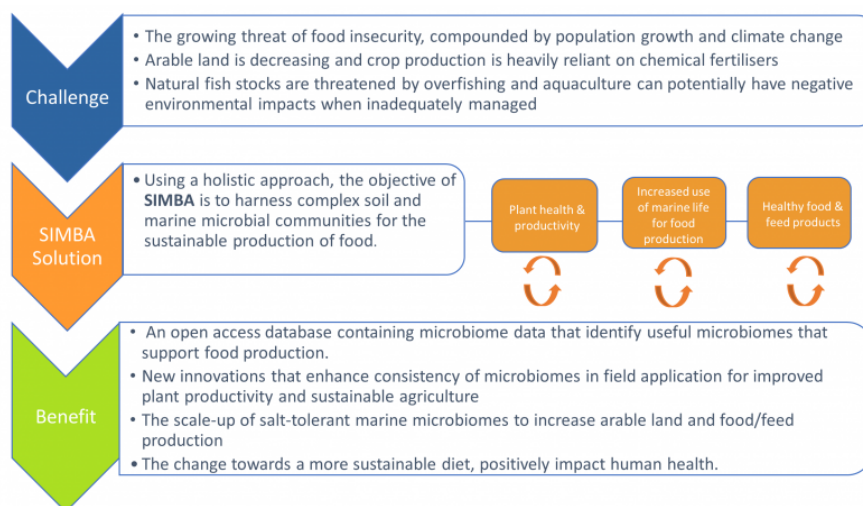 Challenge
• The growing threat of food insecurity, compounded by population growth and climate change
• Arable land is decreasing and crop production is heavily reliant on chemical fertilisers
• Natural fish stocks are threatened by overfishing and aquaculture can potentially have negative
environmental impacts when inadequately managed
SIMBA
Solution
• Using a holistic approach, the objective of
SIMBA is to harness complex soil and
marine microbial communities for the
sustainable production of food.
Plant health &
productivity
Increased use
of marine life
for food
production
Healthy food &
feed products
Benefit
• An open access database containing microbiome data that identify useful microbiomes that
support food production.
• New innovations that enhance consistency of microbiomes in field application for improved
plant productivity and sustainable agriculture
• The scale-up of salt-tolerant marine microbiomes to increase arable land and food/feed
production
• The change towards a more sustainable diet, positively impact human health.